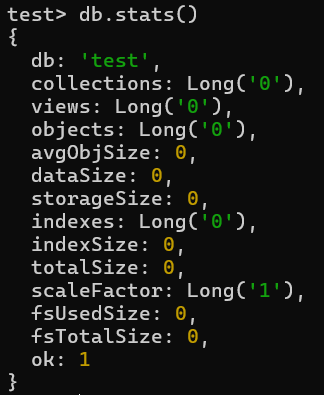 test> db.stats()
{
  db: 'test',
  collections: Long('0'),
  views: Long('0'),
  objects: Long('0'),
  avgObjSize: 0,
  dataSize: 0,
  storageSize: 0,
  indexes: Long('0'),
  indexSize: 0,
  totalSize: 0,
  scaleFactor: Long('1'),
  fsUsedSize: 0,
  fsTotalSize: 0,
  ok: 1
}